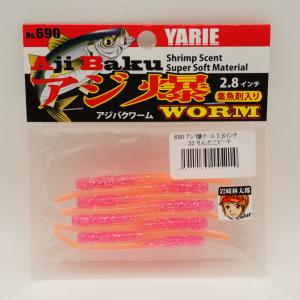 No.690
YARIE
Aji Baku
Shrimp Scent
Super Soft Material
アジ爆
2.8インチ
集魚剤入り
アジバクワーム
WORM
690 アジ爆ワーム 2.8インチ
32 りんたこピーチ
岩崎林太郎